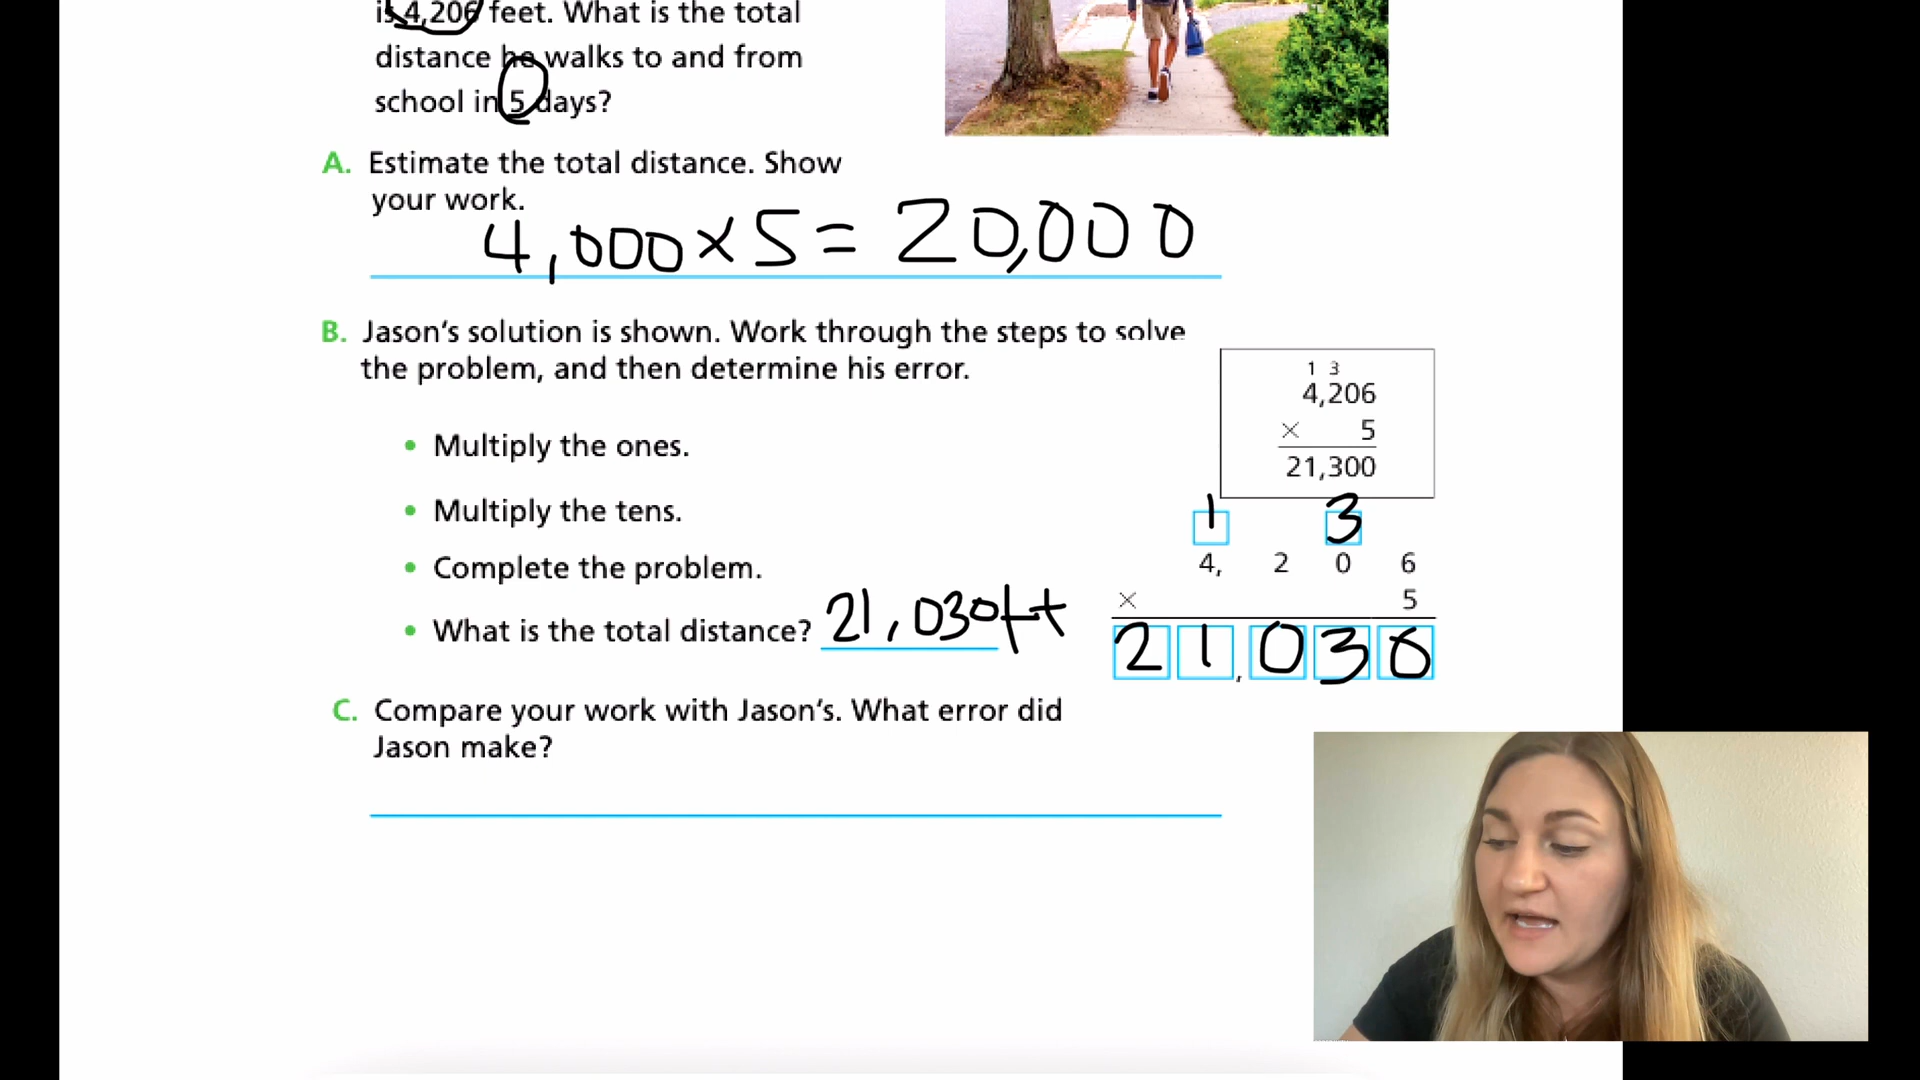 is 4,206 feet. What is the total
distance he walks to and from
school in 5 days?
A. Estimate the total distance. Show
your work.
4,000 × 5 = 20,000
B. Jason's solution is shown. Work through the steps to solve
the problem, and then determine his error.
1 3
4,206
× 5
21,300
• Multiply the ones.
• Multiply the tens.
• Complete the problem.
• What is the total distance? 21,030 ft
1 3
4, 2 0 6
× 5
2 1, 0 3 0
C. Compare your work with Jason's. What error did
Jason make?